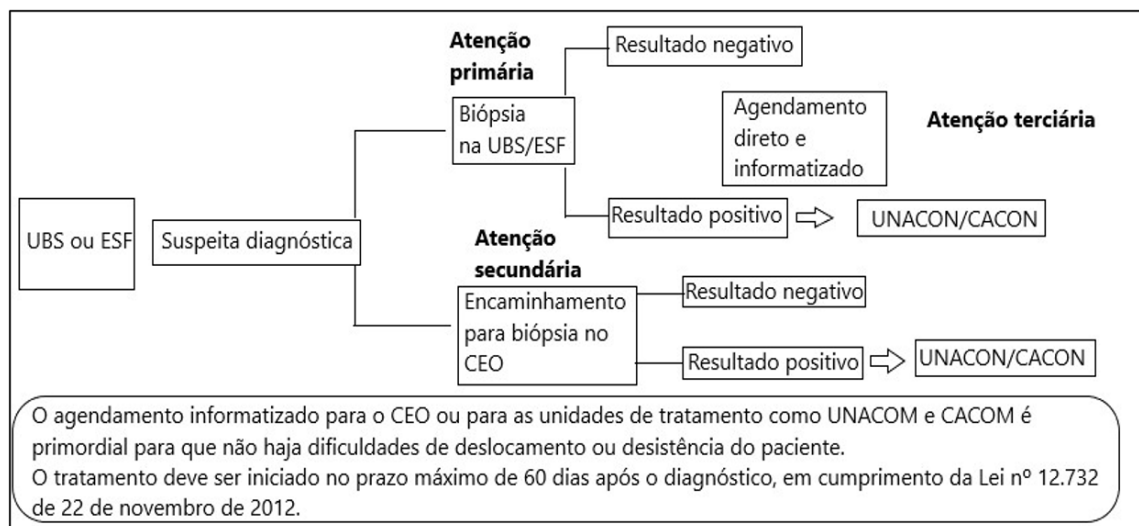 Atenção
primária
Resultado negativo
Biópsia
na UBS/ESF
Agendamento
direto e
informatizado
Atenção terciária
Resultado positivo
UNACON/CACON
UBS ou ESF
Suspeita diagnóstica
Atenção
secundária
Encaminhamento
para biópsia no
CEO
Resultado negativo
Resultado positivo
UNACON/CACON
O agendamento informatizado para o CEO ou para as unidades de tratamento como UNACOM e CACOM é
primordial para que não haja dificuldades de deslocamento ou desistência do paciente.
O tratamento deve ser iniciado no prazo máximo de 60 dias após o diagnóstico, em cumprimento da Lei nº 12.732
de 22 de novembro de 2012.